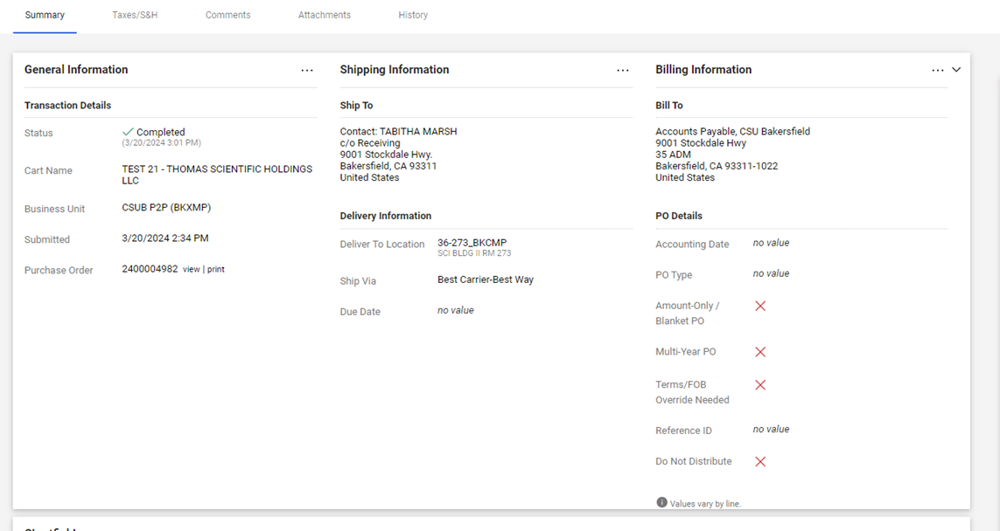 Summary Taxes/S&H Comments Attachments History
General Information ...
Transaction Details
Status Completed
(3/20/2024 3:01 PM)
Cart Name TEST 21 - THOMAS SCIENTIFIC HOLDINGS
LLC
Business Unit CSUB P2P (BKXMP)
Submitted 3/20/2024 2:34 PM
Purchase Order 2400004982 view | print
Shipping Information ...
Ship To
Contact: TABITHA MARSH
c/o Receiving
9001 Stockdale Hwy.
Bakersfield, CA 93311
United States
Delivery Information
Deliver To Location 36-273_BKCMP
SCI BLDG II RM 273
Ship Via Best Carrier-Best Way
Due Date no value
Billing Information ...
Bill To
Accounts Payable, CSU Bakersfield
9001 Stockdale Hwy
35 ADM
Bakersfield, CA 93311-1022
United States
PO Details
Accounting Date no value
PO Type no value
Amount-Only /
Blanket PO
Multi-Year PO
Terms/FOB
Override Needed
Reference ID no value
Do Not Distribute
Values vary by line.